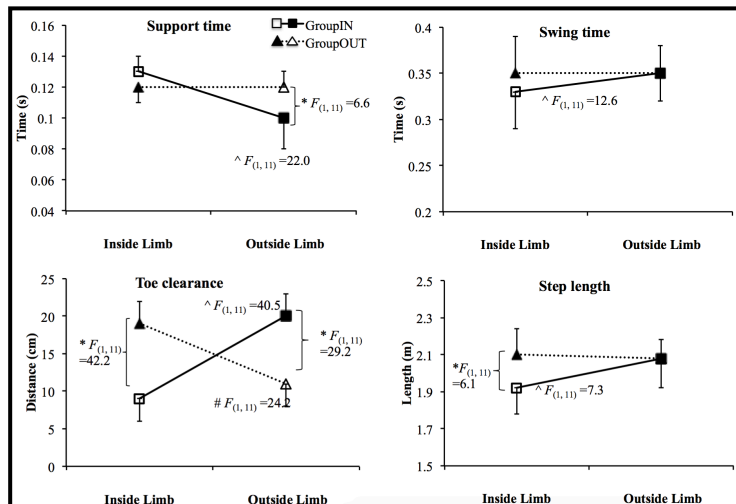 Support time
GroupIN
GroupOUT
0.16
0.14
0.12
0.1
0.08
0.06
0.04
Time (s)
* F(1, 11) =6.6
^ F(1, 11) =22.0
Inside Limb Outside Limb
Swing time
0.4
0.35
0.3
0.25
0.2
Time (s)
^ F(1, 11) =12.6
Inside Limb Outside Limb
Toe clearance
25
20
15
10
5
0
Distance (cm)
^ F(1, 11) =40.5
* F(1, 11)
=42.2
* F(1, 11)
=29.2
# F(1, 11) =24.2
Inside Limb Outside Limb
Step length
2.5
2.3
2.1
1.9
1.7
1.5
Length (m)
*F(1, 11)
=6.1
^ F(1, 11) =7.3
Inside Limb Outside Limb